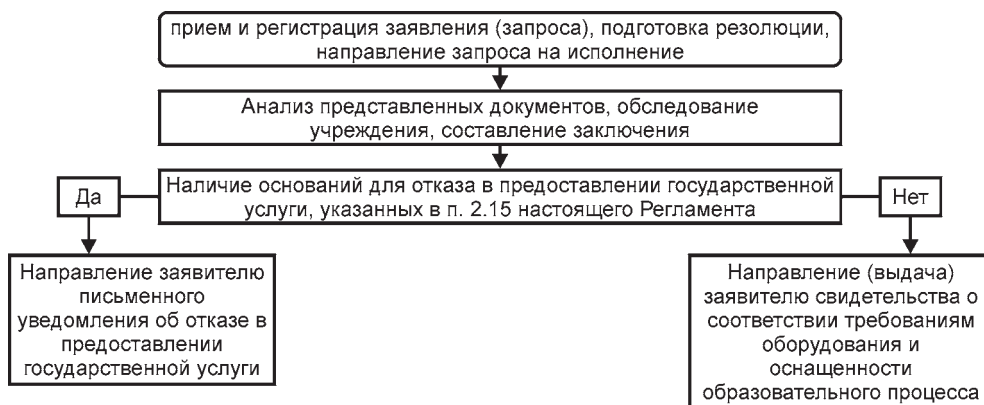 прием и регистрация заявления (запроса), подготовка резолюции,
направление запроса на исполнение
Анализ представленных документов, обследование
учреждения, составление заключения
Наличие оснований для отказа в предоставлении государственной
услуги, указанных в п. 2.15 настоящего Регламента
Да
Нет
Направление заявителю
письменного
уведомления об отказе в
предоставлении
государственной услуги
Направление (выдача)
заявителю свидетельства о
соответствии требованиям
оборудования и
оснащенности
образовательного процесса